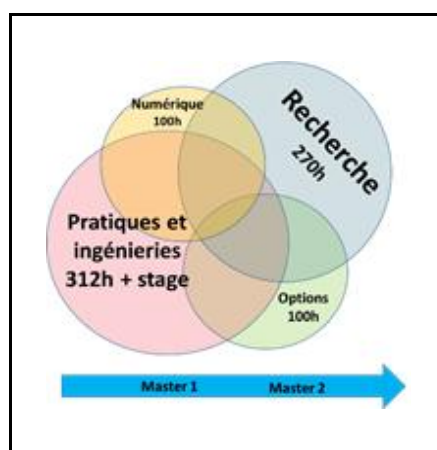 Numérique
100h
Recherche
270h
Pratiques et
ingénieries
312h + stage
Options
100h
Master 1 Master 2